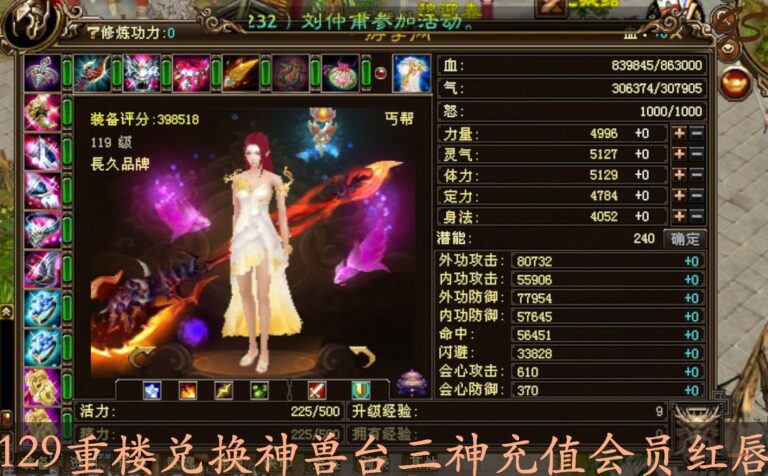 232）刘仲甫参加活动。
修炼功力:0
血: 839845/863000
气: 306374/307905
怒: 1000/1000
装备评分:398518
丐帮
119 级
長久品牌
力量: 4996 +0
灵气: 5127 +0
体力: 5129 +0
定力: 4784 +0
身法: 4052 +0
潜能: 240 确定
外功攻击: 80732 +0
内功攻击: 55906 +0
外功防御: 77954 +0
内功防御: 57645 +0
命中: 56451 +0
闪避: 33828 +0
会心攻击: 610 +0
会心防御: 370 +0
活力: 225/500
升级经验: 9
129重楼兑换神兽台三神充值会员红唇